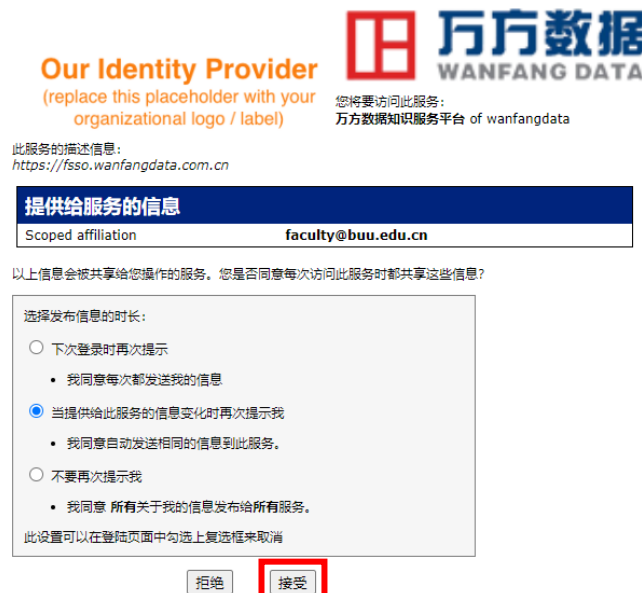 Our Identity Provider
(replace this placeholder with your
organizational logo / label)
万方数据
WANFANG DATA
您将要访问此服务：
万方数据知识服务平台 of wanfangdata
此服务的描述信息：
https://fsso.wanfangdata.com.cn
提供给服务的信息
Scoped affiliation faculty@buu.edu.cn
以上信息会被共享给您操作的服务。您是否同意每次访问此服务时都共享这些信息?
选择发布信息的时长：
下次登录时再次提示
• 我同意每次都发送我的信息
当提供给此服务的信息变化时再次提示我
• 我同意自动发送相同的信息到此服务。
不要再次提示我
• 我同意 所有关于我的信息发布给所有服务。
此设置可以在登陆页面中勾选上复选框来取消
拒绝 接受